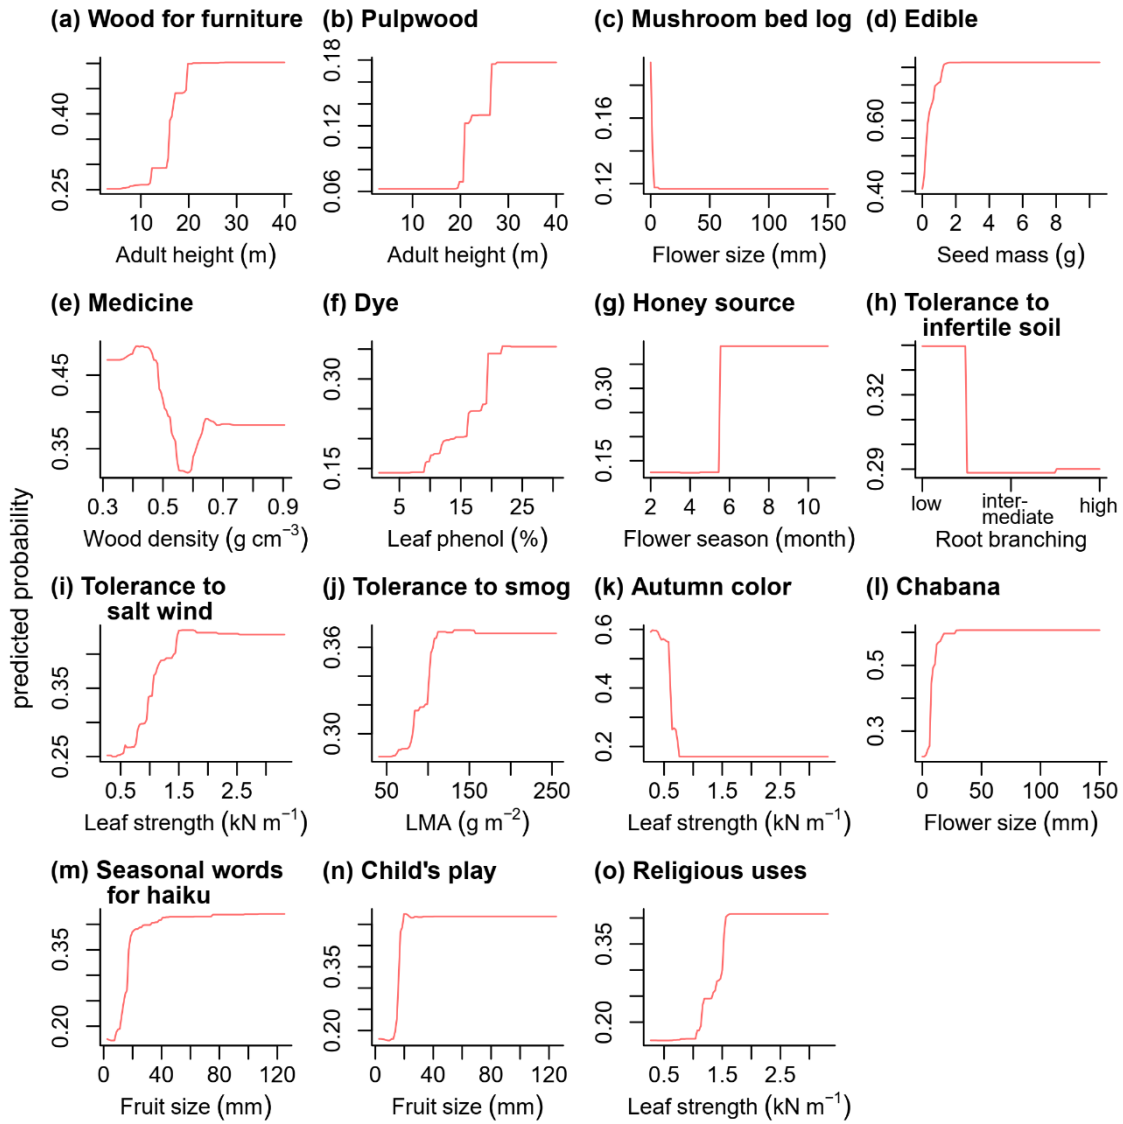 (a) Wood for furniture
0.25 0.40
10 20 30 40
Adult height (m)
(b) Pulpwood
0.06 0.12 0.18
10 20 30 40
Adult height (m)
(c) Mushroom bed log
0.12 0.16
0 50 100 150
Flower size (mm)
(d) Edible
0.40 0.60
0 2 4 6 8
Seed mass (g)
(e) Medicine
0.35 0.45
0.3 0.5 0.7 0.9
Wood density (g cm⁻³)
(f) Dye
0.15 0.30
5 15 25
Leaf phenol (%)
(g) Honey source
0.15 0.30
2 4 6 8 10
Flower season (month)
(h) Tolerance to
infertile soil
0.29 0.32
low inter-
mediate high
Root branching
predicted probability
(i) Tolerance to
salt wind
0.25 0.35
0.5 1.5 2.5
Leaf strength (kN m⁻¹)
(j) Tolerance to smog
0.30 0.36
50 150 250
LMA (g m⁻²)
(k) Autumn color
0.2 0.4 0.6
0.5 1.5 2.5
Leaf strength (kN m⁻¹)
(l) Chabana
0.3 0.5
0 50 100 150
Flower size (mm)
(m) Seasonal words
for haiku
0.20 0.35
0 40 80 120
Fruit size (mm)
(n) Child's play
0.20 0.35
0 40 80 120
Fruit size (mm)
(o) Religious uses
0.20 0.35
0.5 1.5 2.5
Leaf strength (kN m⁻¹)